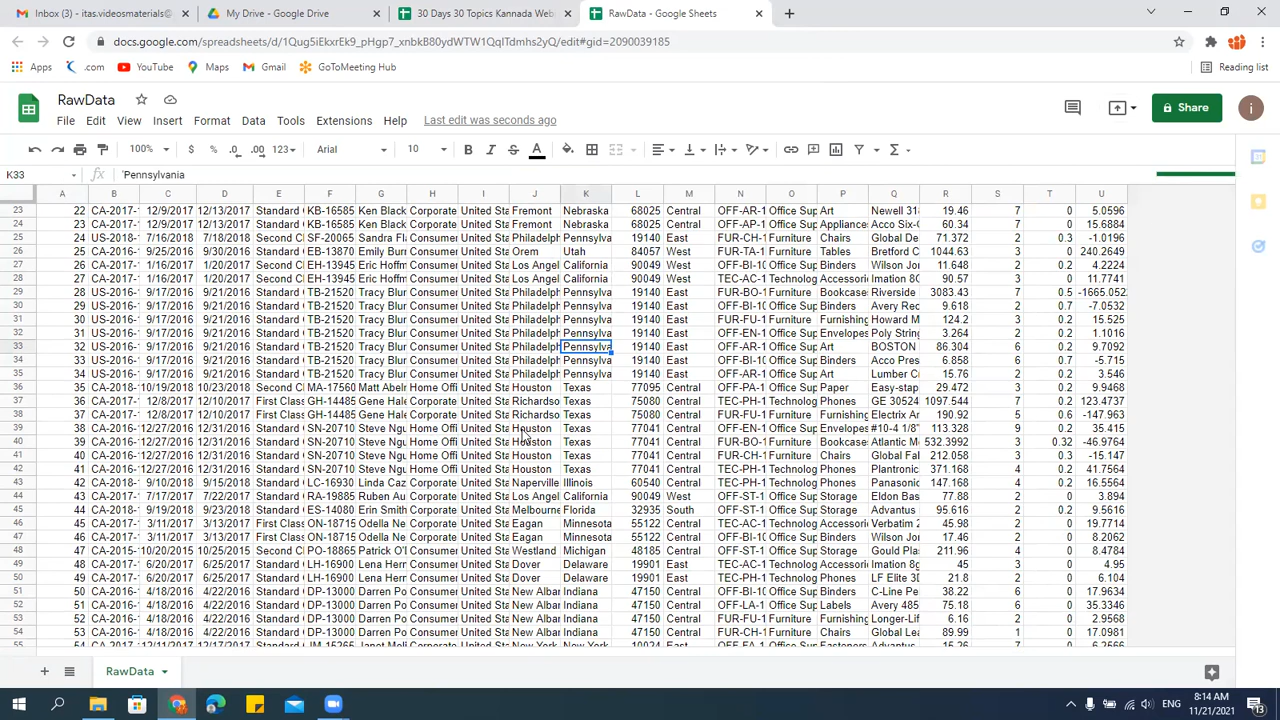 Inbox (3) - itas.videosmaterials@
My Drive - Google Drive
30 Days 30 Topics Kannada Web
RawData - Google Sheets
docs.google.com/spreadsheets/d/1Qug5iEkxrEk9_pHgp7_xnbkB80ydWTW1QqITdmhs2yQ/edit#gid=2090039185
Apps .com YouTube Maps Gmail GoToMeeting Hub Reading list
RawData
File Edit View Insert Format Data Tools Extensions Help Last edit was seconds ago
Share i
100% $ % .0 .00 123 Arial 10 B I S A
K33 'Pennsylvania
A B C D E F G H I J K L M N O P Q R S T U
23 22 CA-2017- 12/9/2017 12/13/2017 Standard KB-16585 Ken Black Corporate United Sta Fremont Nebraska 68025 Central OFF-AR-1 Office Sup Art Newell 31 19.46 7 0 5.0596
24 23 CA-2017- 12/9/2017 12/13/2017 Standard KB-16585 Ken Black Corporate United Sta Fremont Nebraska 68025 Central OFF-AP-1 Office Sup Appliances Acco Six-O 60.34 7 0 15.6884
25 24 US-2018- 7/16/2018 7/18/2018 Second Cl SF-20065 Sandra Fla Consumer United Sta Philadelph Pennsylva 19140 East FUR-CH-1 Furniture Chairs Global De 71.372 2 0.3 -1.0196
26 25 CA-2016- 9/25/2016 9/30/2016 Standard EB-13870 Emily Bur Consumer United Sta Orem Utah 84057 West FUR-TA-1 Furniture Tables Bretford C 1044.63 3 0 240.2649
27 26 CA-2017- 1/16/2017 1/20/2017 Second Cl EH-13945 Eric Hoffm Consumer United Sta Los Angel California 90049 West OFF-BI-10 Office Sup Binders Wilson Jon 11.648 2 0.2 4.2224
28 27 CA-2017- 1/16/2017 1/20/2017 Second Cl EH-13945 Eric Hoffm Consumer United Sta Los Angel California 90049 West TEC-AC-1 Technolog Accessorie Imation 8 90.57 3 0 11.7741
29 28 US-2016- 9/17/2016 9/21/2016 Standard TB-21520 Tracy Blur Consumer United Sta Philadelph Pennsylva 19140 East FUR-BO-1 Furniture Bookcases Riverside 3083.43 7 0.5 -1665.0522
30 29 US-2016- 9/17/2016 9/21/2016 Standard TB-21520 Tracy Blur Consumer United Sta Philadelph Pennsylva 19140 East OFF-BI-10 Office Sup Binders Avery Rec 9.618 2 0.7 -7.0532
31 30 US-2016- 9/17/2016 9/21/2016 Standard TB-21520 Tracy Blur Consumer United Sta Philadelph Pennsylva 19140 East FUR-FU-1 Furniture Furnishing Howard M 124.2 3 0.2 15.525
32 31 US-2016- 9/17/2016 9/21/2016 Standard TB-21520 Tracy Blur Consumer United Sta Philadelph Pennsylva 19140 East OFF-EN-1 Office Sup Envelopes Poly String 3.264 2 0.2 1.1016
33 32 US-2016- 9/17/2016 9/21/2016 Standard TB-21520 Tracy Blur Consumer United Sta Philadelph Pennsylva 19140 East OFF-AR-1 Office Sup Art BOSTON 86.304 6 0.2 9.7092
34 33 US-2016- 9/17/2016 9/21/2016 Standard TB-21520 Tracy Blur Consumer United Sta Philadelph Pennsylva 19140 East OFF-BI-10 Office Sup Binders Acco Pres 6.858 6 0.7 -5.715
35 34 US-2016- 9/17/2016 9/21/2016 Standard TB-21520 Tracy Blur Consumer United Sta Philadelph Pennsylva 19140 East OFF-AR-1 Office Sup Art Lumber C 15.76 2 0.2 3.546
36 35 CA-2018- 10/19/2018 10/23/2018 Second Cl MA-17560 Matt Abeln Home Offi United Sta Houston Texas 77095 Central OFF-PA-1 Office Sup Paper Easy-stap 29.472 3 0.2 9.9468
37 36 CA-2017- 12/8/2017 12/10/2017 First Class GH-14485 Gene Hale Corporate United Sta Richardso Texas 75080 Central TEC-PH-1 Technolog Phones GE 30524 1097.544 7 0.2 123.4737
38 37 CA-2017- 12/8/2017 12/10/2017 First Class GH-14485 Gene Hale Corporate United Sta Richardso Texas 75080 Central FUR-FU-1 Furniture Furnishing Electrix Ar 190.92 5 0.6 -147.963
39 38 CA-2016- 12/27/2016 12/31/2016 Standard SN-20710 Steve Ngu Home Offi United Sta Houston Texas 77041 Central OFF-EN-1 Office Sup Envelopes #10-4 1/8" 113.328 9 0.2 35.415
40 39 CA-2016- 12/27/2016 12/31/2016 Standard SN-20710 Steve Ngu Home Offi United Sta Houston Texas 77041 Central FUR-BO-1 Furniture Bookcases Atlantic M 532.3992 3 0.32 -46.9764
41 40 CA-2016- 12/27/2016 12/31/2016 Standard SN-20710 Steve Ngu Home Offi United Sta Houston Texas 77041 Central FUR-CH-1 Furniture Chairs Global Fa 212.058 3 0.3 -15.147
42 41 CA-2016- 12/27/2016 12/31/2016 Standard SN-20710 Steve Ngu Home Offi United Sta Houston Texas 77041 Central TEC-PH-1 Technolog Phones Plantronic 371.168 4 0.2 41.7564
43 42 CA-2018- 9/10/2018 9/15/2018 Standard LC-16930 Linda Caz Corporate United Sta Naperville Illinois 60540 Central TEC-PH-1 Technolog Phones Panasonic 147.168 4 0.2 16.5564
44 43 CA-2017- 7/17/2017 7/22/2017 Standard RA-19885 Ruben Au Corporate United Sta Los Angel California 90049 West OFF-ST-1 Office Sup Storage Eldon Bas 77.88 2 0 3.894
45 44 CA-2018- 9/19/2018 9/23/2018 Standard ES-14080 Erin Smith Corporate United Sta Melbourne Florida 32935 South OFF-ST-1 Office Sup Storage Advantus 95.616 2 0.2 9.5616
46 45 CA-2017- 3/11/2017 3/13/2017 First Class ON-18715 Odella Ne Corporate United Sta Eagan Minnesota 55122 Central TEC-AC-1 Technolog Accessorie Verbatim 2 45.98 2 0 19.7714
47 46 CA-2017- 3/11/2017 3/13/2017 First Class ON-18715 Odella Ne Corporate United Sta Eagan Minnesota 55122 Central OFF-BI-10 Office Sup Binders Wilson Jon 17.46 2 0 8.2062
48 47 CA-2015- 10/20/2015 10/25/2015 Second Cl PO-18865 Patrick O'I Consumer United Sta Westland Michigan 48185 Central OFF-ST-1 Office Sup Storage Gould Plas 211.96 4 0 8.4784
49 48 CA-2017- 6/20/2017 6/25/2017 Standard LH-16900 Lena Hern Consumer United Sta Dover Delaware 19901 East TEC-AC-1 Technolog Accessorie Imation 8g 45 3 0 4.95
50 49 CA-2017- 6/20/2017 6/25/2017 Standard LH-16900 Lena Hern Consumer United Sta Dover Delaware 19901 East TEC-PH-1 Technolog Phones LF Elite 3D 21.8 2 0 6.104
51 50 CA-2016- 4/18/2016 4/22/2016 Standard DP-13000 Darren Po Consumer United Sta New Alban Indiana 47150 Central OFF-BI-10 Office Sup Binders C-Line Pe 38.22 6 0 17.9634
52 51 CA-2016- 4/18/2016 4/22/2016 Standard DP-13000 Darren Po Consumer United Sta New Alban Indiana 47150 Central OFF-LA-1 Office Sup Labels Avery 485 75.18 6 0 35.3346
53 52 CA-2016- 4/18/2016 4/22/2016 Standard DP-13000 Darren Po Consumer United Sta New Alban Indiana 47150 Central FUR-FU-1 Furniture Furnishing Longer-Lif 6.16 2 0 2.9568
54 53 CA-2016- 4/18/2016 4/22/2016 Standard DP-13000 Darren Po Consumer United Sta New Alban Indiana 47150 Central FUR-CH-1 Furniture Chairs Global Lea 89.99 1 0 17.0981
RawData
ENG 8:14 AM
11/21/2021 13